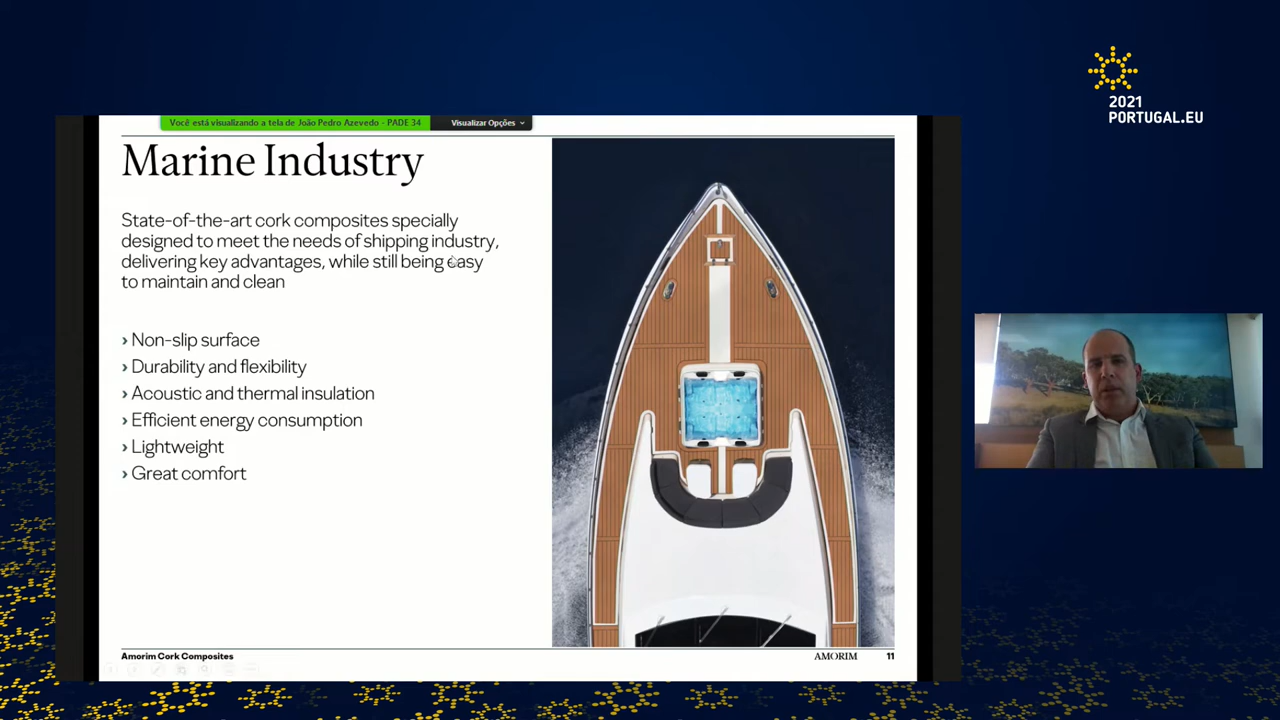 2021
PORTUGAL.EU
Você está visualizando a tela de João Pedro Azevedo - PADE 34
Visualizar Opções
Marine Industry
State-of-the-art cork composites specially
designed to meet the needs of shipping industry,
delivering key advantages, while still being easy
to maintain and clean
› Non-slip surface
› Durability and flexibility
› Acoustic and thermal insulation
› Efficient energy consumption
› Lightweight
› Great comfort
Amorim Cork Composites
AMORIM
11